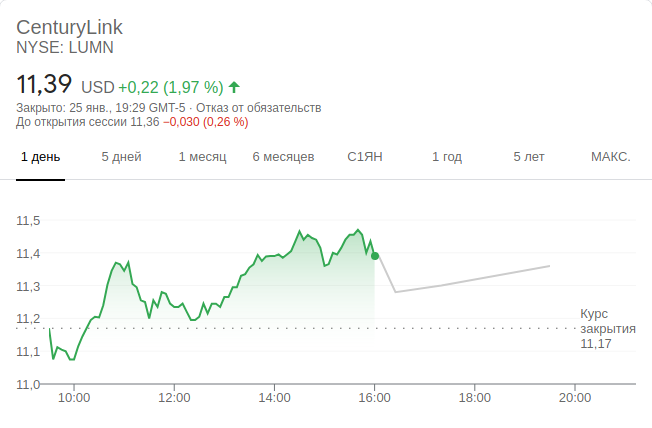 CenturyLink
NYSE: LUMN
11,39 USD +0,22 (1,97 %)
Закрыто: 25 янв., 19:29 GMT-5 · Отказ от обязательств
До открытия сессии 11,36 −0,030 (0,26 %)
1 день 5 дней 1 месяц 6 месяцев С1ЯН 1 год 5 лет МАКС.
11,5
11,4
11,3
11,2
11,1
11,0
Курс
закрытия
11,17
10:00 12:00 14:00 16:00 18:00 20:00